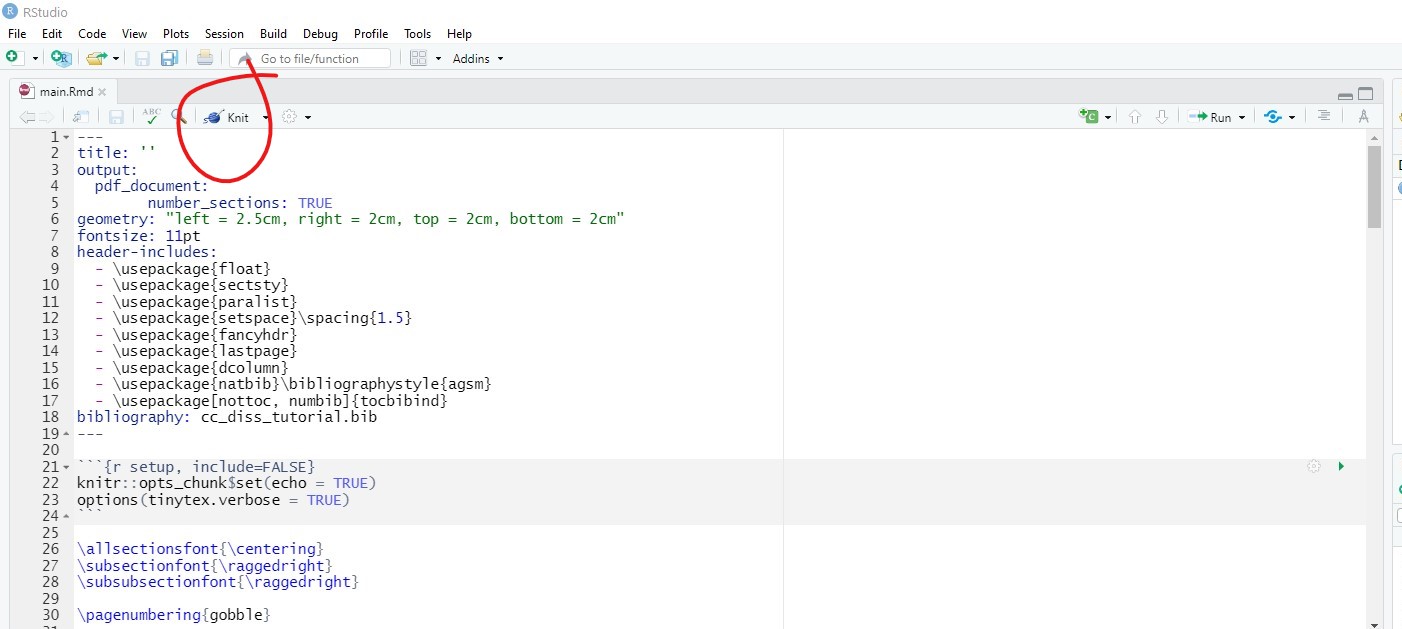 RStudio
File Edit Code View Plots Session Build Debug Profile Tools Help
Go to file/function Addins
main.Rmd
ABC Knit Run
1 ---
2 title: ''
3 output:
4 pdf_document:
5 number_sections: TRUE
6 geometry: "left = 2.5cm, right = 2cm, top = 2cm, bottom = 2cm"
7 fontsize: 11pt
8 header-includes:
9 - \usepackage{float}
10 - \usepackage{sectsty}
11 - \usepackage{paralist}
12 - \usepackage{setspace}\spacing{1.5}
13 - \usepackage{fancyhdr}
14 - \usepackage{lastpage}
15 - \usepackage{dcolumn}
16 - \usepackage{natbib}\bibliographystyle{agsm}
17 - \usepackage[nottoc, numbib]{tocbibind}
18 bibliography: cc_diss_tutorial.bib
19 ---
20
21 ```{r setup, include=FALSE}
22 knitr::opts_chunk$set(echo = TRUE)
23 options(tinytex.verbose = TRUE)
24 ```
25
26 \allsectionsfont{\centering}
27 \subsectionfont{\raggedright}
28 \subsubsectionfont{\raggedright}
29
30 \pagenumbering{gobble}